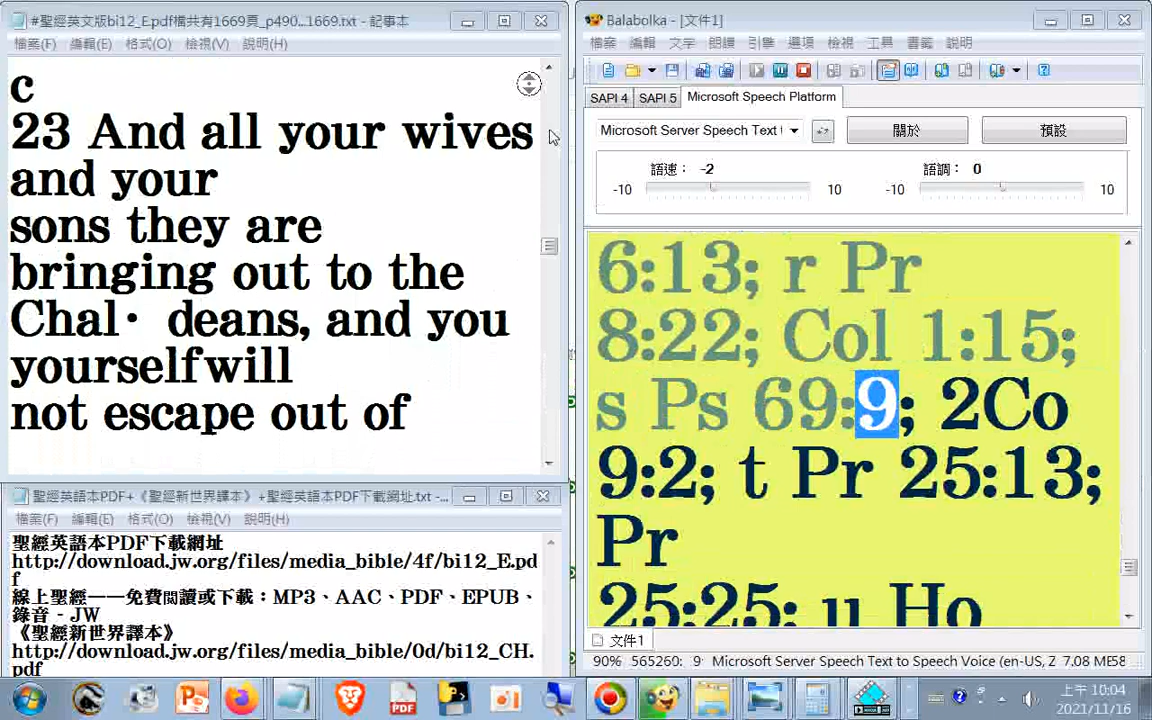 #聖經英文版bi12_E.pdf檔共有1669頁_p490...1669.txt - 記事本
檔案(F) 編輯(E) 格式(O) 檢視(V) 說明(H)
c
23 And all your wives
and your
sons they are
bringing out to the
Chal· deans, and you
yourselfwill
not escape out of
聖經英語本PDF+《聖經新世界譯本》+聖經英語本PDF下載網址.txt -...
檔案(F) 編輯(E) 格式(O) 檢視(V) 說明(H)
聖經英語本PDF下載網址
http://download.jw.org/files/media_bible/4f/bi12_E.pd
f
線上聖經——免費閱讀或下載：MP3、AAC、PDF、EPUB、
錄音 - JW
《聖經新世界譯本》
http://download.jw.org/files/media_bible/0d/bi12_CH.
pdf
Balabolka - [文件1]
檔案 編輯 文字 朗讀 引擎 選項 檢視 工具 書籤 說明
SAPI 4 SAPI 5 Microsoft Speech Platform
Microsoft Server Speech Text 關於 預設
語速： -2 語調： 0
-10 10 -10 10
6:13; r Pr
8:22; Col 1:15;
s Ps 69:9; 2Co
9:2; t Pr 25:13;
Pr
25:25; u Ho
文件1
90% 565260: 9 Microsoft Server Speech Text to Speech Voice (en-US, Z 7.08 ME58
上午 10:04
2021/11/16